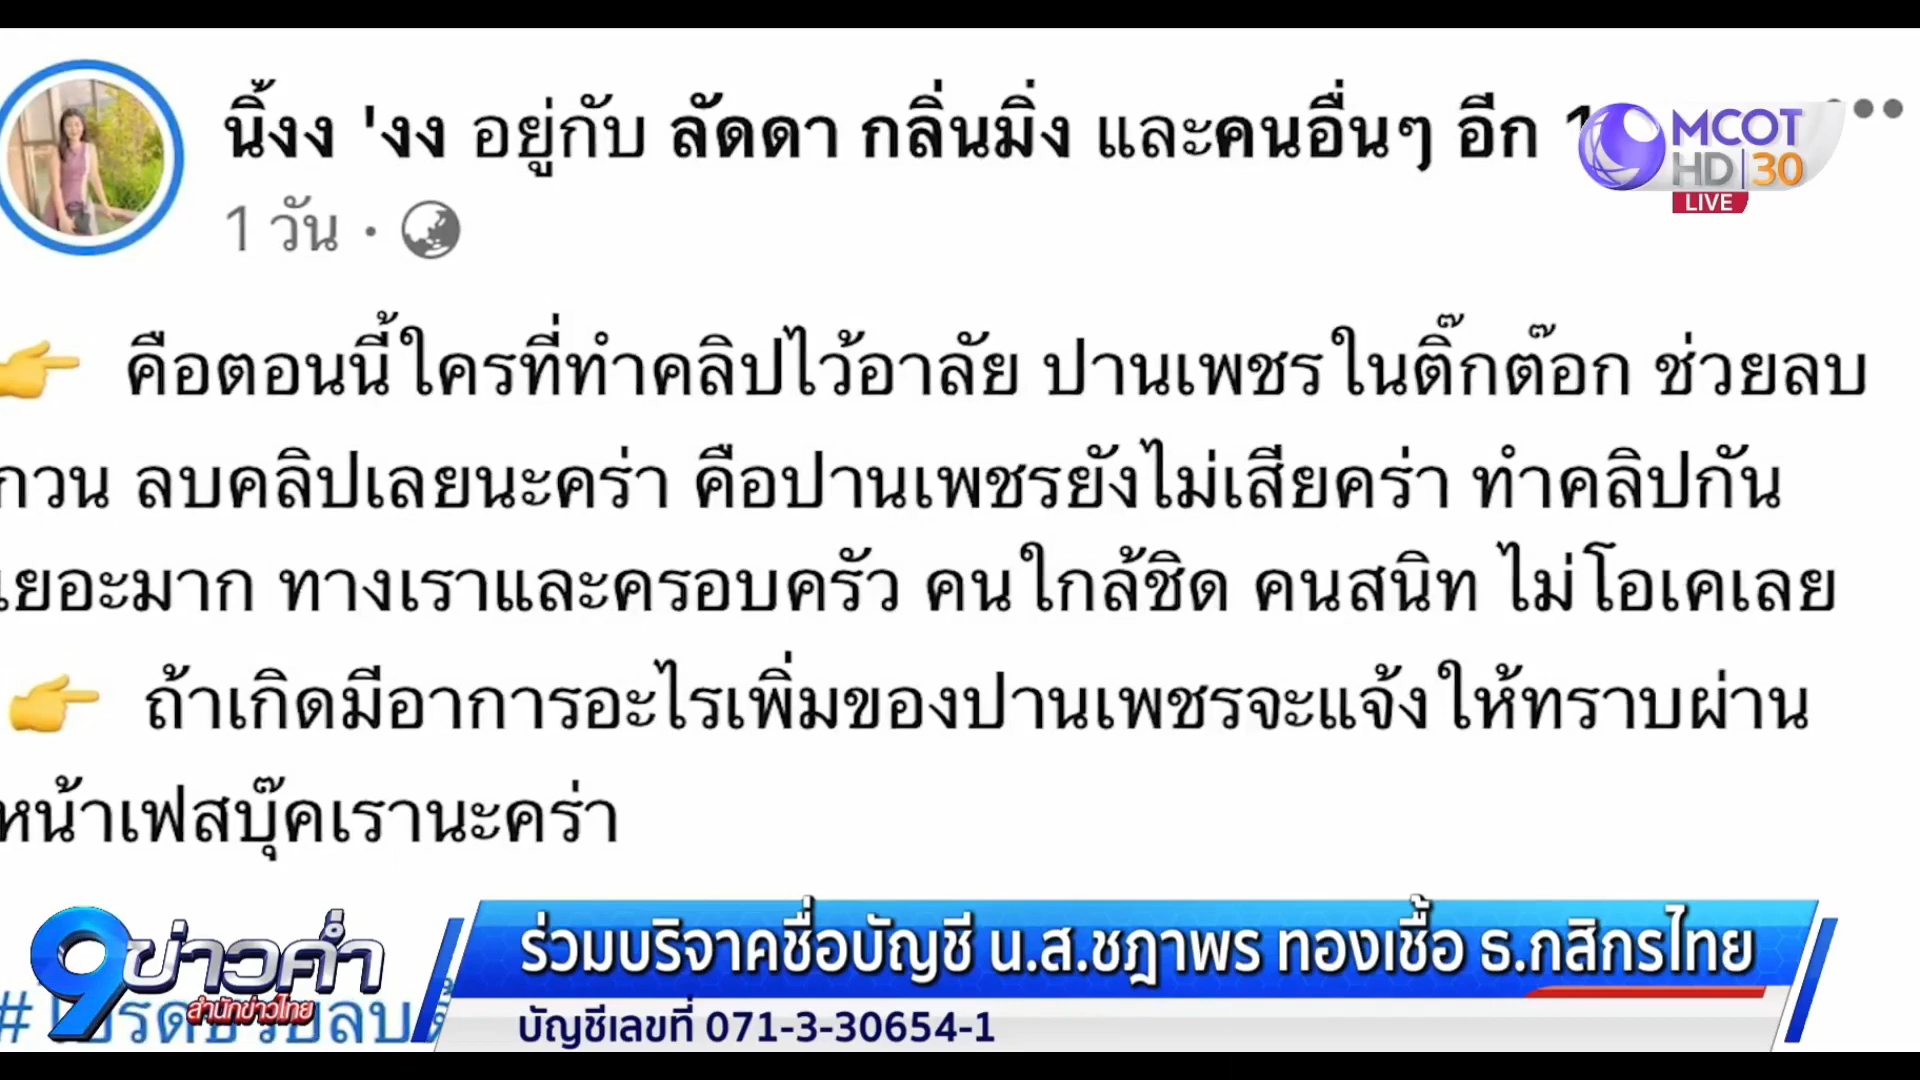 นิ้งง 'งง อยู่กับ ลัดดา กลิ่นมิ่ง และคนอื่นๆ อีก
MCOT
HD 30
LIVE
1 วัน ·
👉 คือตอนนี้ใครที่ทำคลิปไว้อาลัย ปานเพชรในติ๊กต๊อก ช่วยลบ
กวน ลบคลิปเลยนะคร่า คือปานเพชรยังไม่เสียคร่า ทำคลิปกัน
เยอะมาก ทางเราและครอบครัว คนใกล้ชิด คนสนิท ไม่โอเคเลย
👉 ถ้าเกิดมีอาการอะไรเพิ่มของปานเพชรจะแจ้งให้ทราบผ่าน
หน้าเฟสบุ๊คเรานะคร่า
9ข่าวค่ำ
สำนักข่าวไทย
ร่วมบริจาคชื่อบัญชี น.ส.ชฎาพร ทองเชื้อ ธ.กสิกรไทย
บัญชีเลขที่ 071-3-30654-1